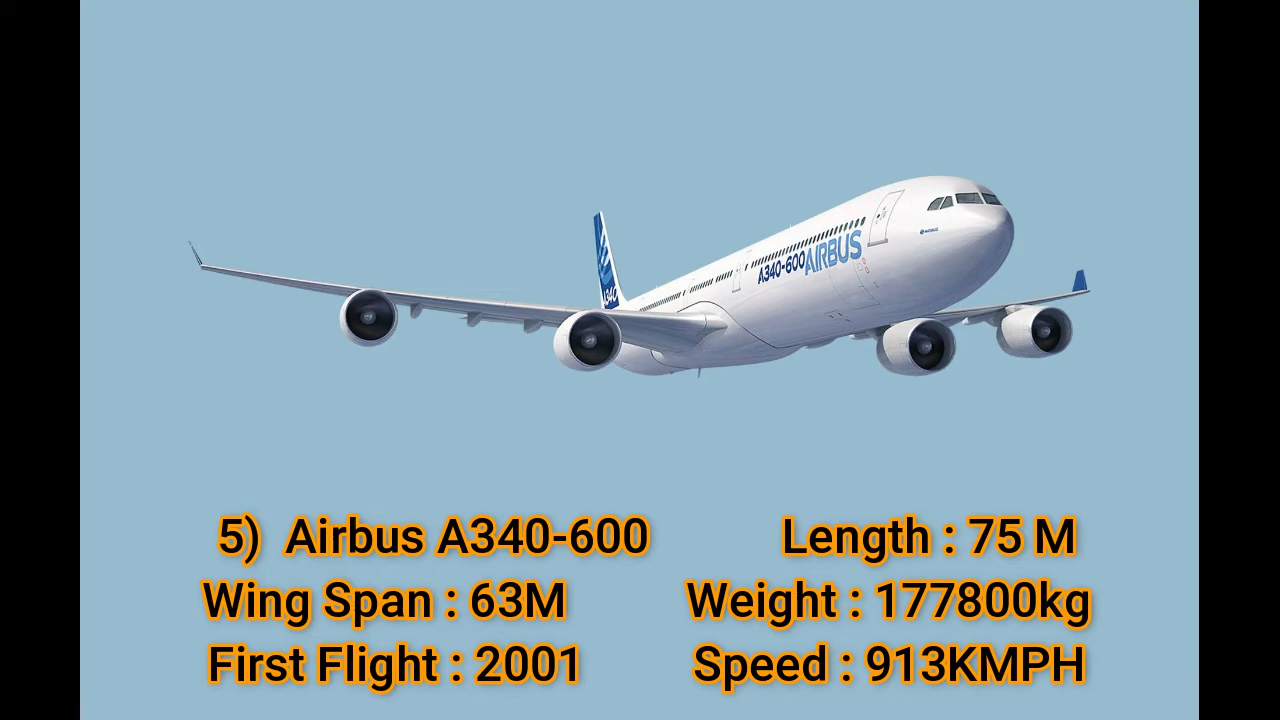 A340-600 AIRBUS
5) Airbus A340-600 Length : 75 M
Wing Span : 63M Weight : 177800kg
First Flight : 2001 Speed : 913KMPH